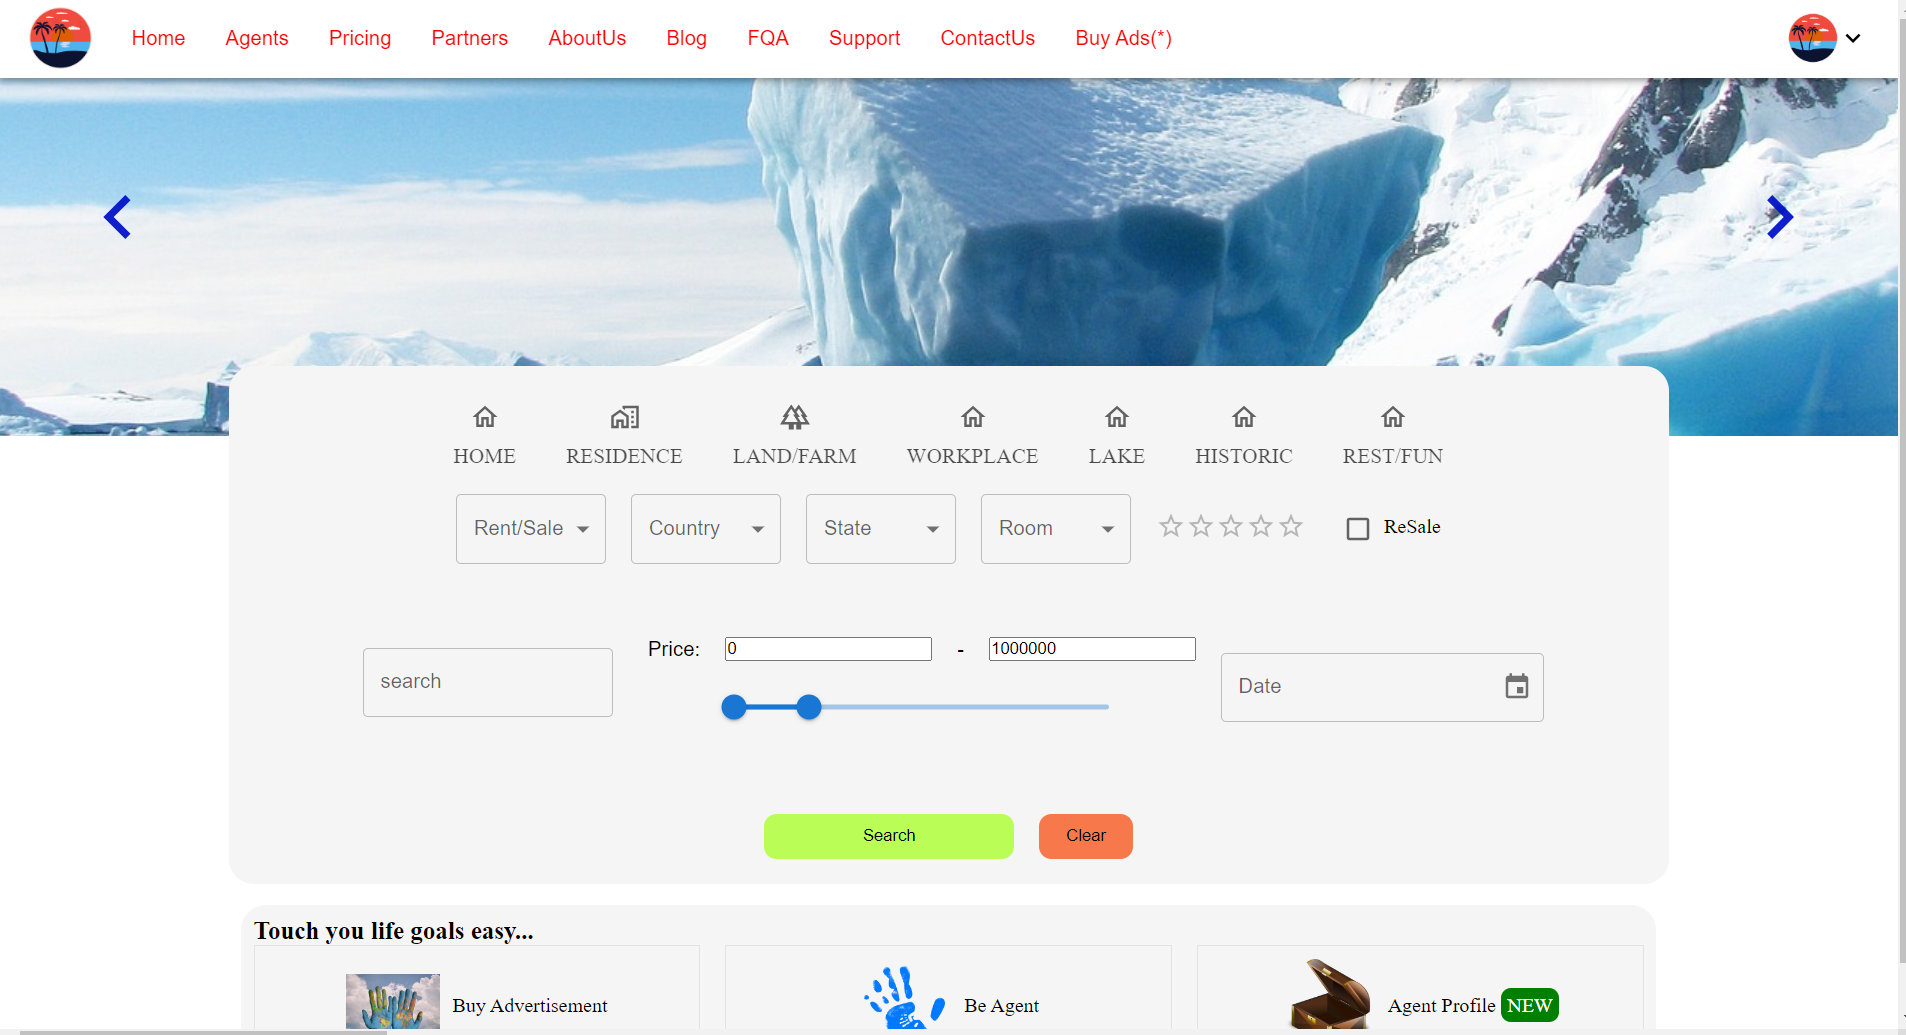 Home Agents Pricing Partners AboutUs Blog FQA Support ContactUs Buy Ads(*)
HOME RESIDENCE LAND/FARM WORKPLACE LAKE HISTORIC REST/FUN
Rent/Sale Country State Room ReSale
Price: 0 - 1000000
search
Date
Search Clear
Touch you life goals easy...
Buy Advertisement Be Agent Agent Profile NEW